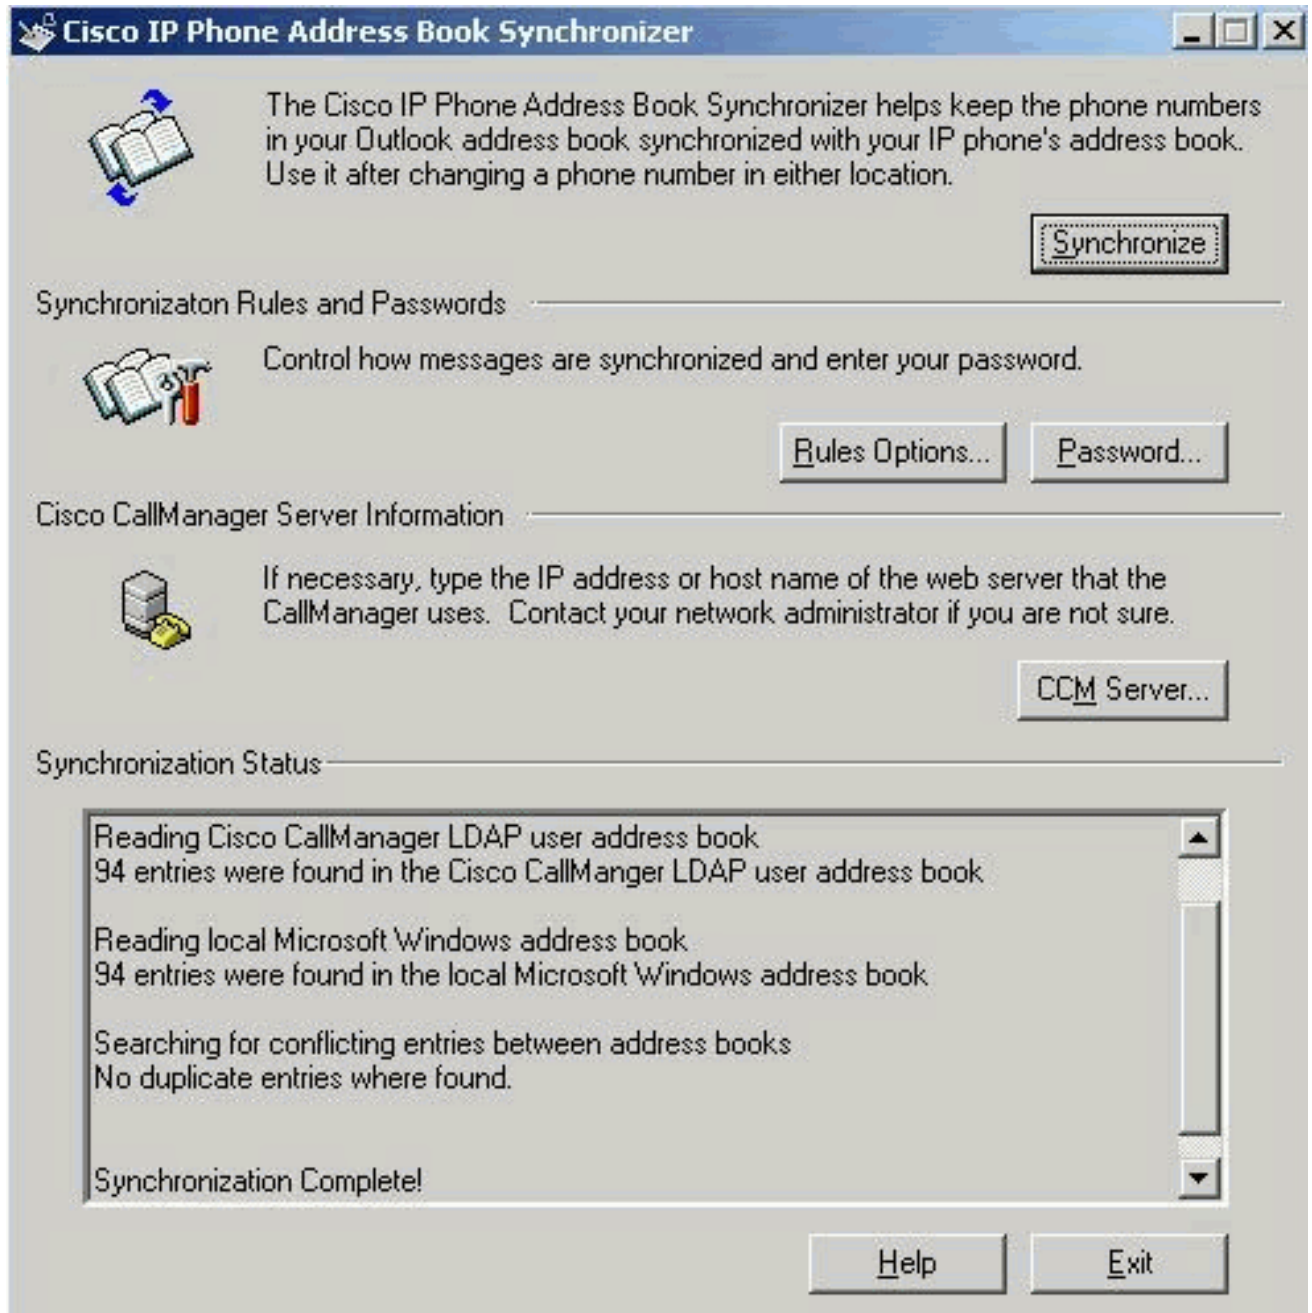 Cisco IP Phone Address Book Synchronizer
The Cisco IP Phone Address Book Synchronizer helps keep the phone numbers
in your Outlook address book synchronized with your IP phone's address book.
Use it after changing a phone number in either location.
Synchronize
Synchronizaton Rules and Passwords
Control how messages are synchronized and enter your password.
Rules Options... Password...
Cisco CallManager Server Information
If necessary, type the IP address or host name of the web server that the
CallManager uses. Contact your network administrator if you are not sure.
CCM Server...
Synchronization Status
Reading Cisco CallManager LDAP user address book
94 entries were found in the Cisco CallManger LDAP user address book
Reading local Microsoft Windows address book
94 entries were found in the local Microsoft Windows address book
Searching for conflicting entries between address books
No duplicate entries where found.
Synchronization Complete!
Help Exit